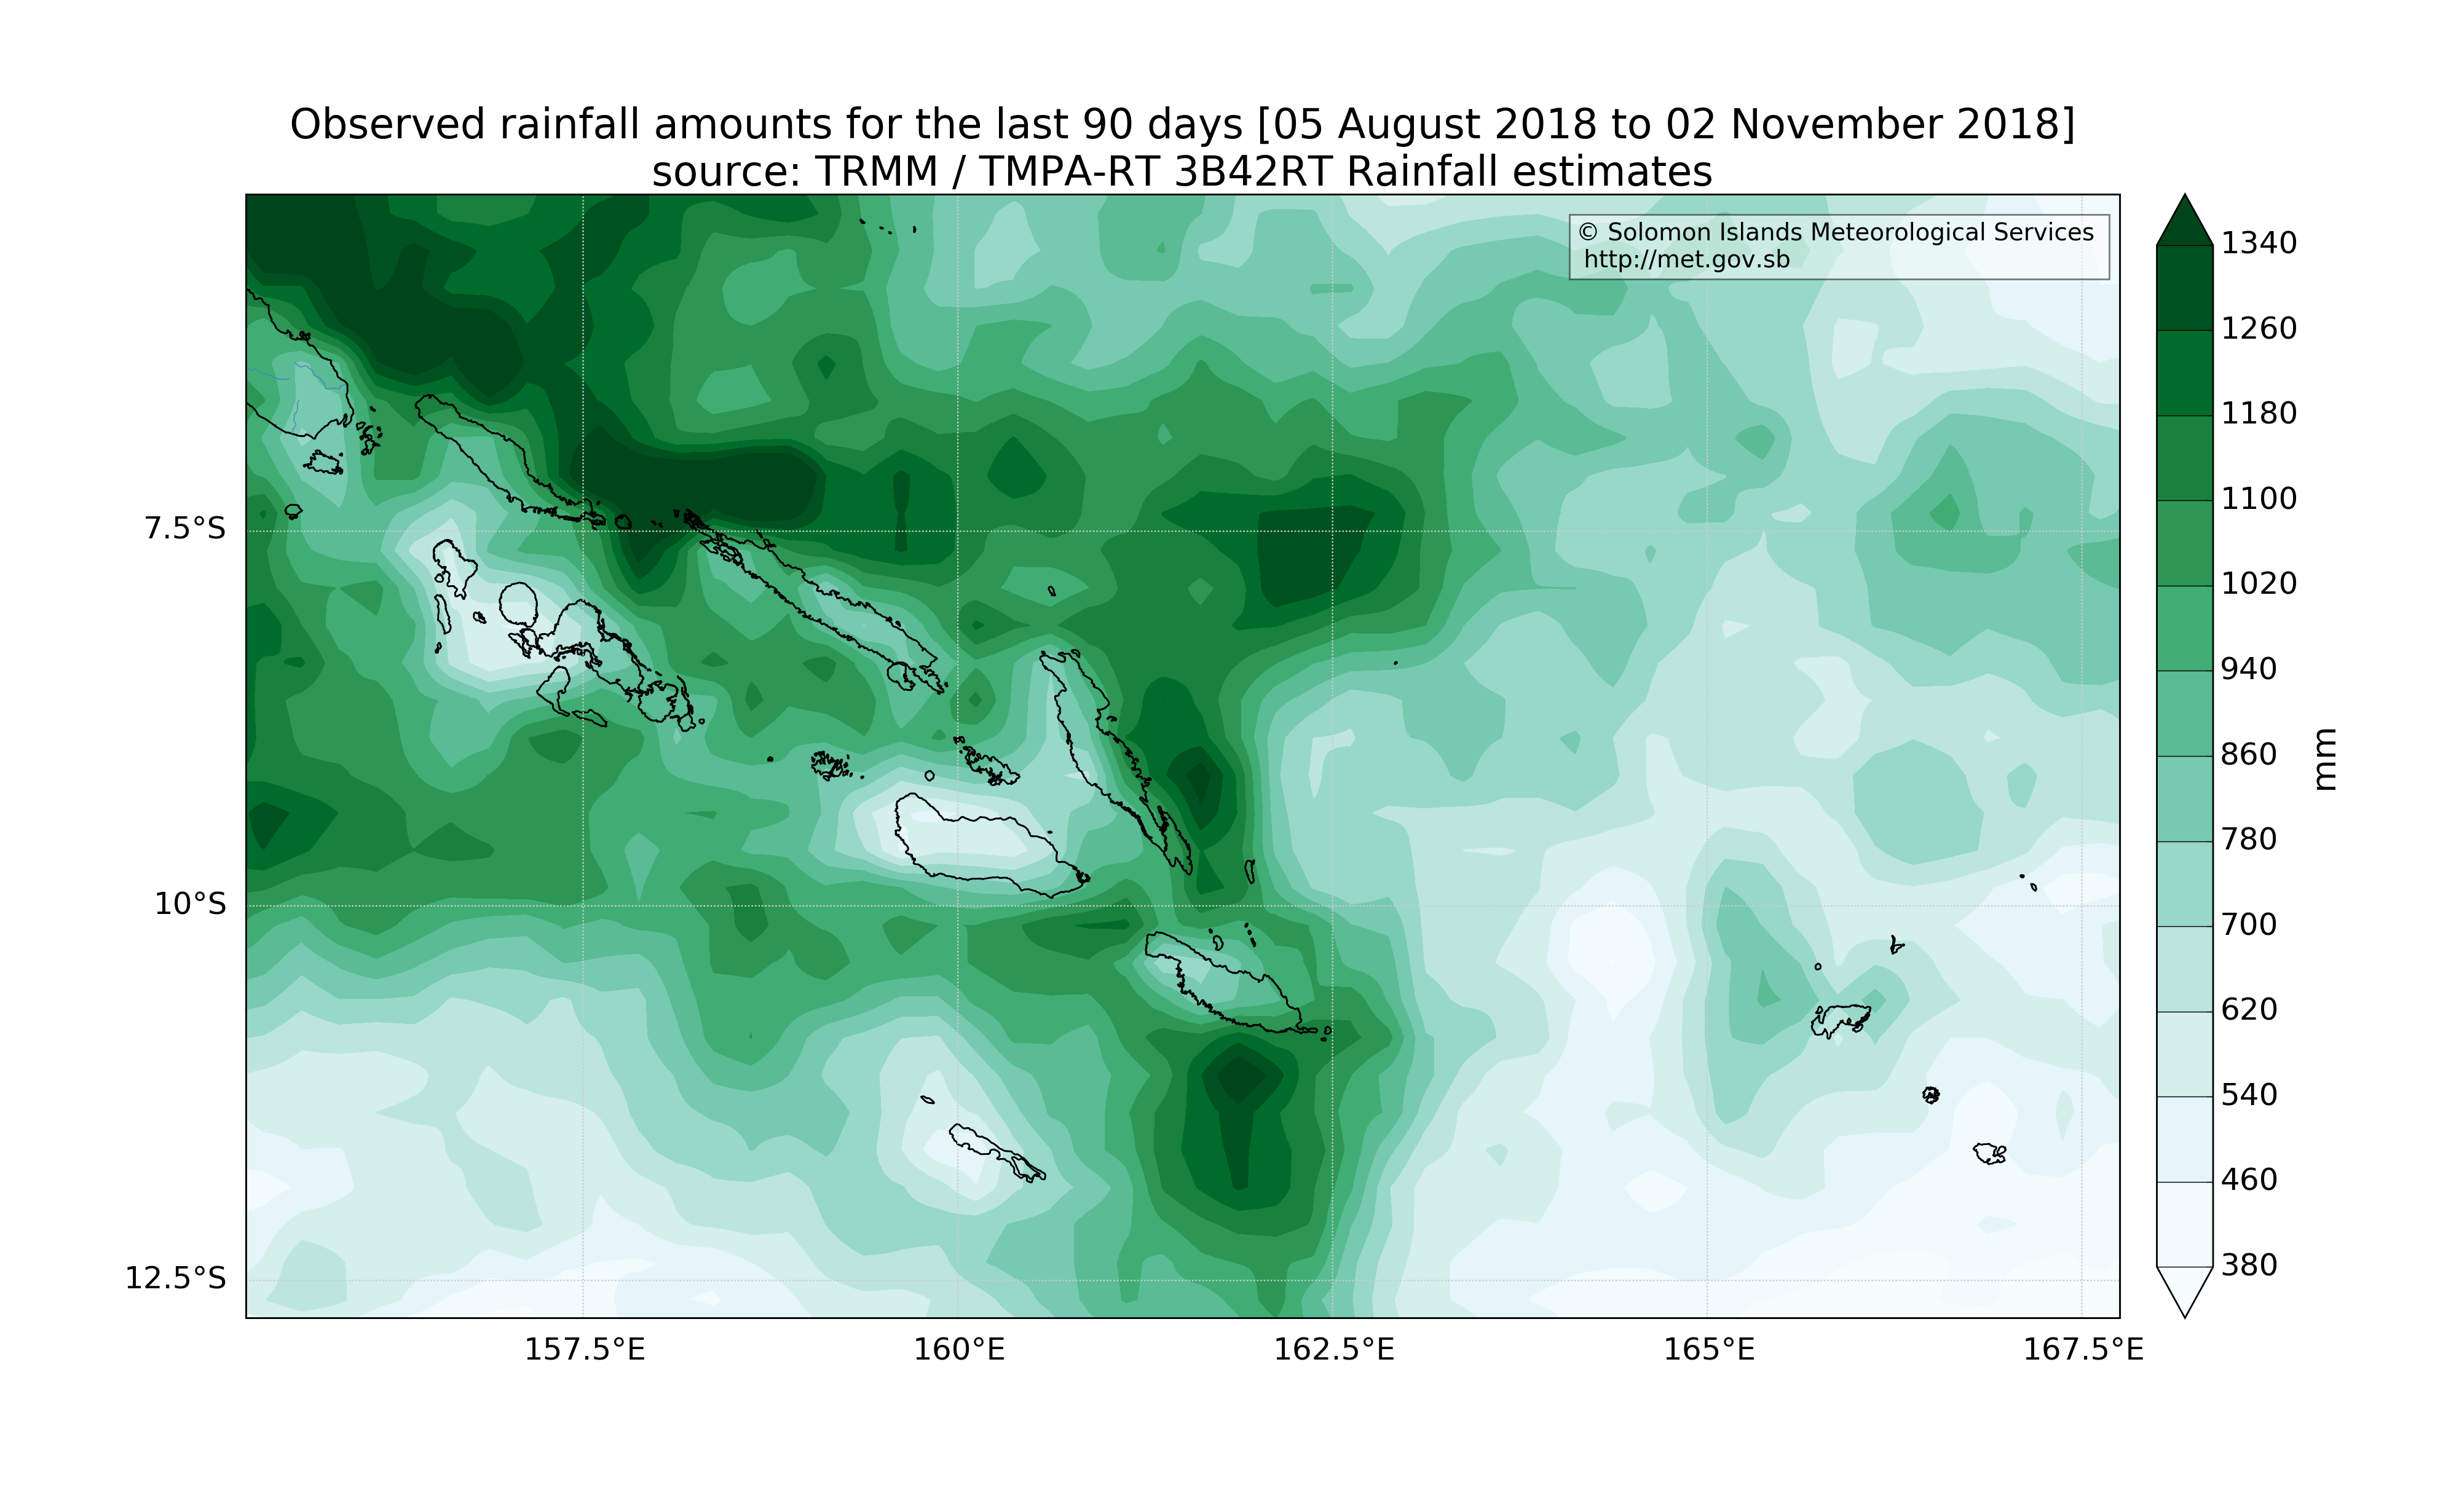 Observed rainfall amounts for the last 90 days [05 August 2018 to 02 November 2018]
source: TRMM / TMPA-RT 3B42RT Rainfall estimates
© Solomon Islands Meteorological Services
http://met.gov.sb
7.5°S
10°S
12.5°S
157.5°E
160°E
162.5°E
165°E
167.5°E
1340
1260
1180
1100
1020
940
860
780
700
620
540
460
380
mm